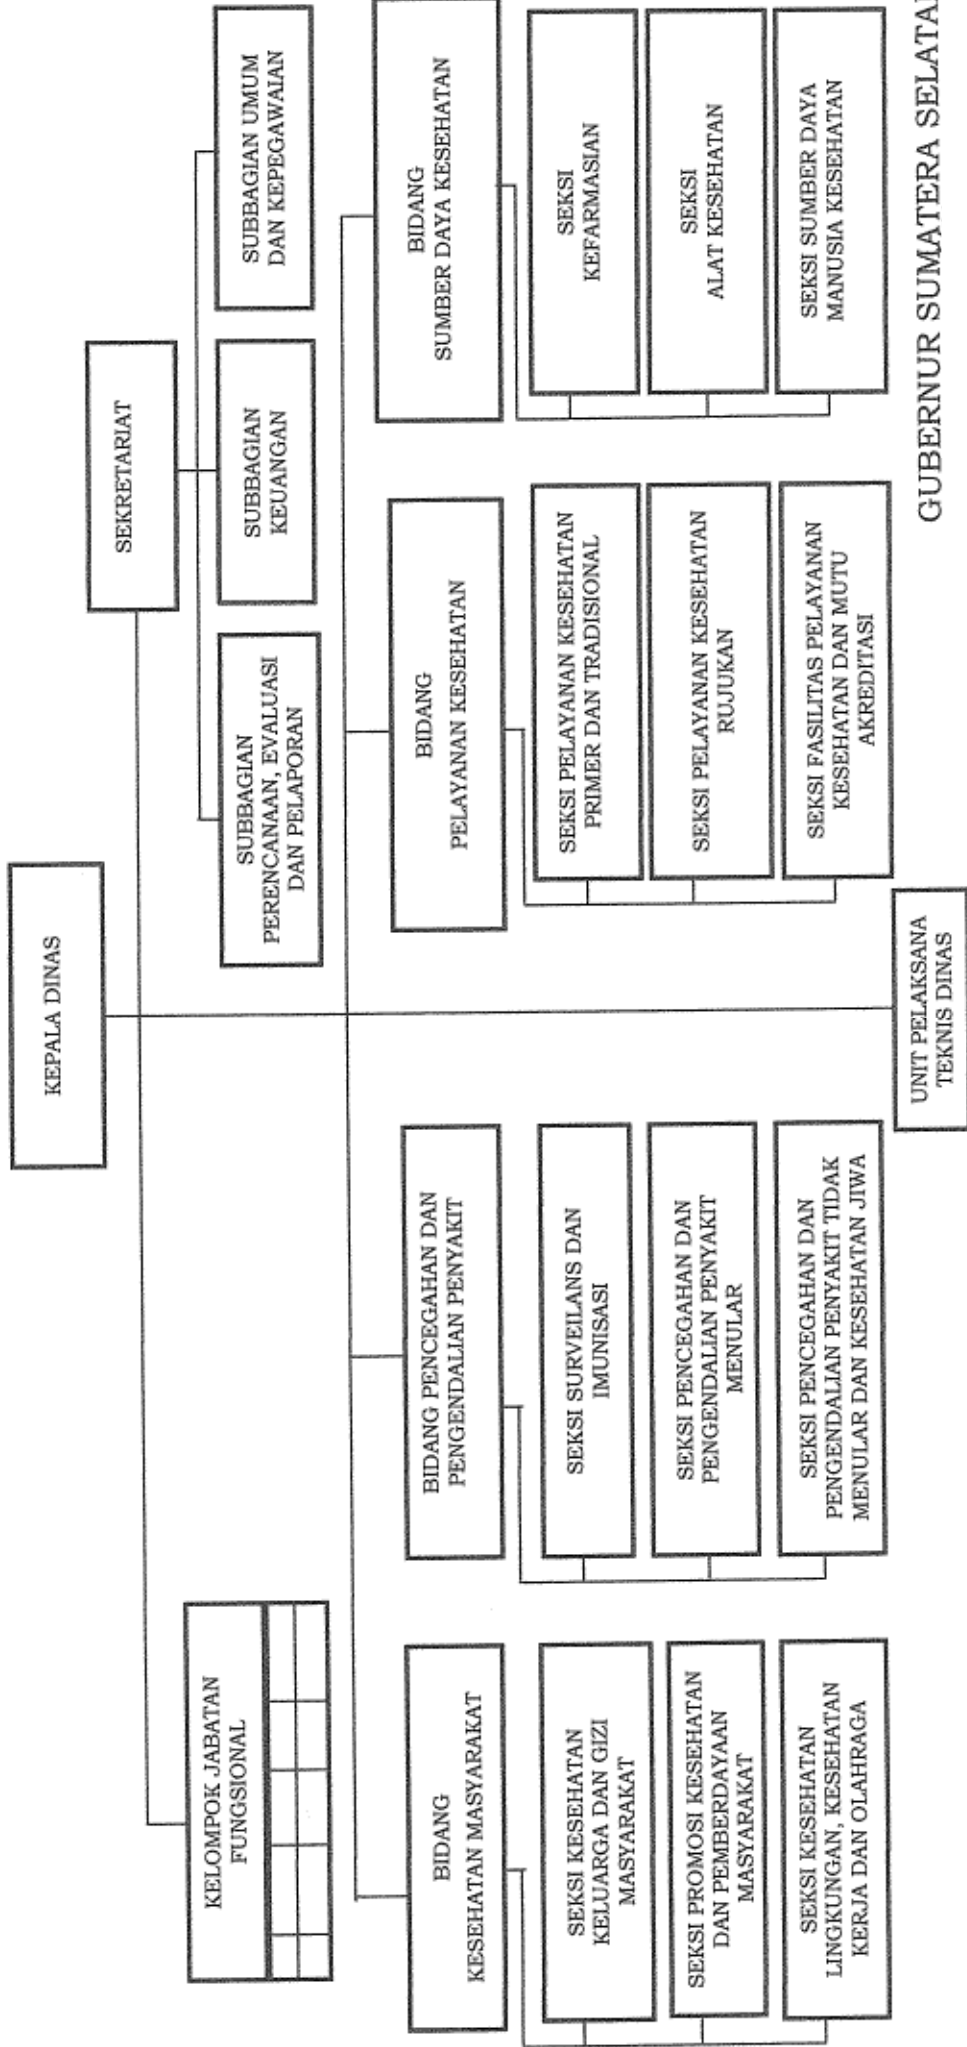 KEPALA DINAS
SEKRETARIAT
KELOMPOK JABATAN
FUNGSIONAL
SUBBAGIAN
PERENCANAAN, EVALUASI
DAN PELAPORAN
SUBBAGIAN
KEUANGAN
SUBBAGIAN UMUM
DAN KEPEGAWAIAN
BIDANG
KESEHATAN MASYARAKAT
SEKSI KESEHATAN
KELUARGA DAN GIZI
MASYARAKAT
SEKSI PROMOSI KESEHATAN
DAN PEMBERDAYAAN
MASYARAKAT
SEKSI KESEHATAN
LINGKUNGAN, KESEHATAN
KERJA DAN OLAHRAGA
BIDANG PENCEGAHAN DAN
PENGENDALIAN PENYAKIT
SEKSI SURVEILANS DAN
IMUNISASI
SEKSI PENCEGAHAN DAN
PENGENDALIAN PENYAKIT
MENULAR
SEKSI PENCEGAHAN DAN
PENGENDALIAN PENYAKIT TIDAK
MENULAR DAN KESEHATAN JIWA
BIDANG
PELAYANAN KESEHATAN
SEKSI PELAYANAN KESEHATAN
PRIMER DAN TRADISIONAL
SEKSI PELAYANAN KESEHATAN
RUJUKAN
SEKSI FASILITAS PELAYANAN
KESEHATAN DAN MUTU
AKREDITASI
BIDANG
SUMBER DAYA KESEHATAN
SEKSI
KEFARMASIAN
SEKSI
ALAT KESEHATAN
SEKSI SUMBER DAYA
MANUSIA KESEHATAN
UNIT PELAKSANA
TEKNIS DINAS
GUBERNUR SUMATERA SELATAN